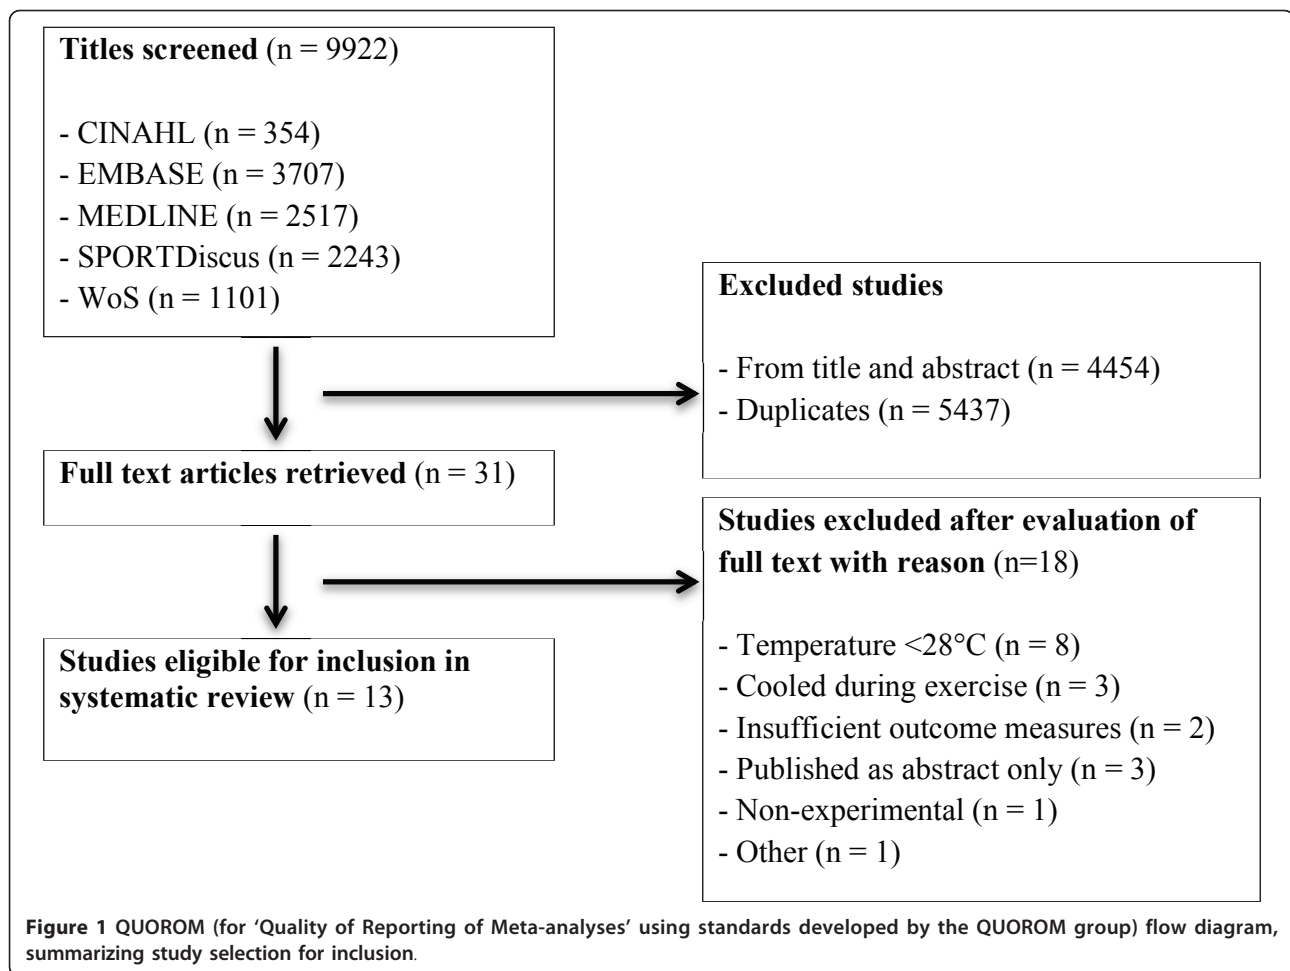 Titles screened (n = 9922)
- CINAHL (n = 354)
- EMBASE (n = 3707)
- MEDLINE (n = 2517)
- SPORTDiscus (n = 2243)
- WoS (n = 1101)
Excluded studies
- From title and abstract (n = 4454)
- Duplicates (n = 5437)
Full text articles retrieved (n = 31)
Studies excluded after evaluation of
full text with reason (n=18)
- Temperature <28°C (n = 8)
- Cooled during exercise (n = 3)
- Insufficient outcome measures (n = 2)
- Published as abstract only (n = 3)
- Non-experimental (n = 1)
- Other (n = 1)
Studies eligible for inclusion in
systematic review (n = 13)
Figure 1 QUOROM (for ‘Quality of Reporting of Meta-analyses’ using standards developed by the QUOROM group) flow diagram,
summarizing study selection for inclusion.